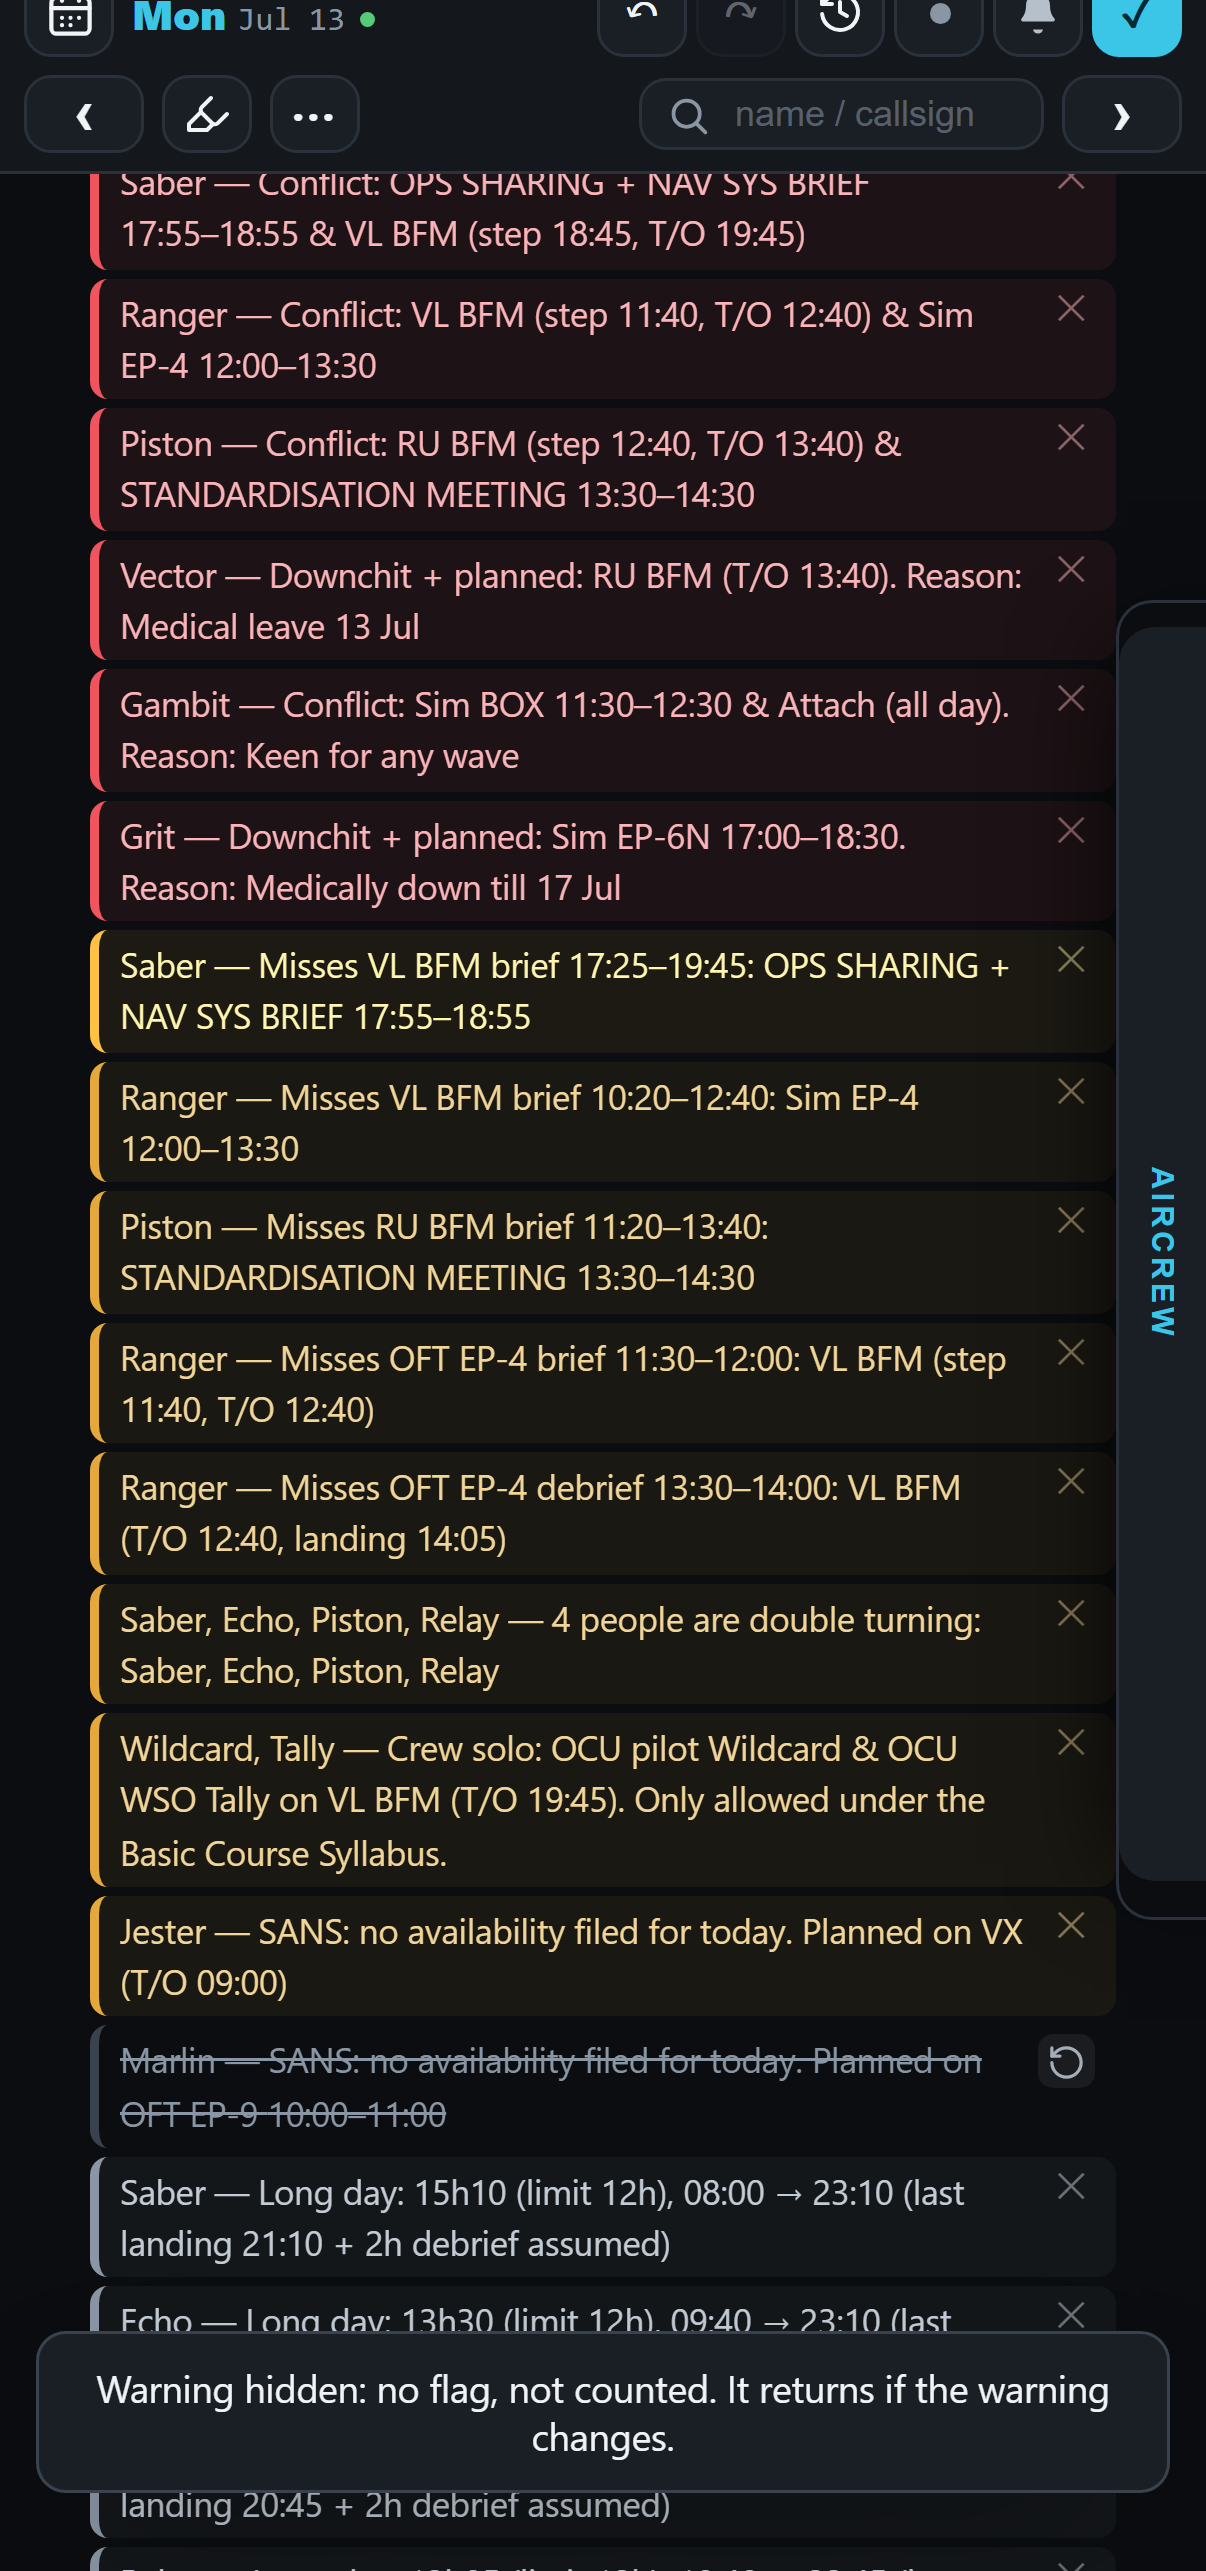 Mon Jul 13
name / callsign
Saber — Conflict: OPS SHARING + NAV SYS BRIEF
17:55–18:55 & VL BFM (step 18:45, T/O 19:45)
Ranger — Conflict: VL BFM (step 11:40, T/O 12:40) & Sim
EP-4 12:00–13:30
Piston — Conflict: RU BFM (step 12:40, T/O 13:40) &
STANDARDISATION MEETING 13:30–14:30
Vector — Downchit + planned: RU BFM (T/O 13:40). Reason:
Medical leave 13 Jul
Gambit — Conflict: Sim BOX 11:30–12:30 & Attach (all day).
Reason: Keen for any wave
Grit — Downchit + planned: Sim EP-6N 17:00–18:30.
Reason: Medically down till 17 Jul
Saber — Misses VL BFM brief 17:25–19:45: OPS SHARING +
NAV SYS BRIEF 17:55–18:55
Ranger — Misses VL BFM brief 10:20–12:40: Sim EP-4
12:00–13:30
Piston — Misses RU BFM brief 11:20–13:40:
STANDARDISATION MEETING 13:30–14:30
Ranger — Misses OFT EP-4 brief 11:30–12:00: VL BFM (step
11:40, T/O 12:40)
Ranger — Misses OFT EP-4 debrief 13:30–14:00: VL BFM
(T/O 12:40, landing 14:05)
Saber, Echo, Piston, Relay — 4 people are double turning:
Saber, Echo, Piston, Relay
Wildcard, Tally — Crew solo: OCU pilot Wildcard & OCU
WSO Tally on VL BFM (T/O 19:45). Only allowed under the
Basic Course Syllabus.
Jester — SANS: no availability filed for today. Planned on VX
(T/O 09:00)
Marlin — SANS: no availability filed for today. Planned on
OFT EP-9 10:00–11:00
Saber — Long day: 15h10 (limit 12h), 08:00 → 23:10 (last
landing 21:10 + 2h debrief assumed)
Echo — Long day: 13h30 (limit 12h), 09:40 → 23:10 (last
Warning hidden: no flag, not counted. It returns if the warning
changes.
landing 20:45 + 2h debrief assumed)
AIRCREW